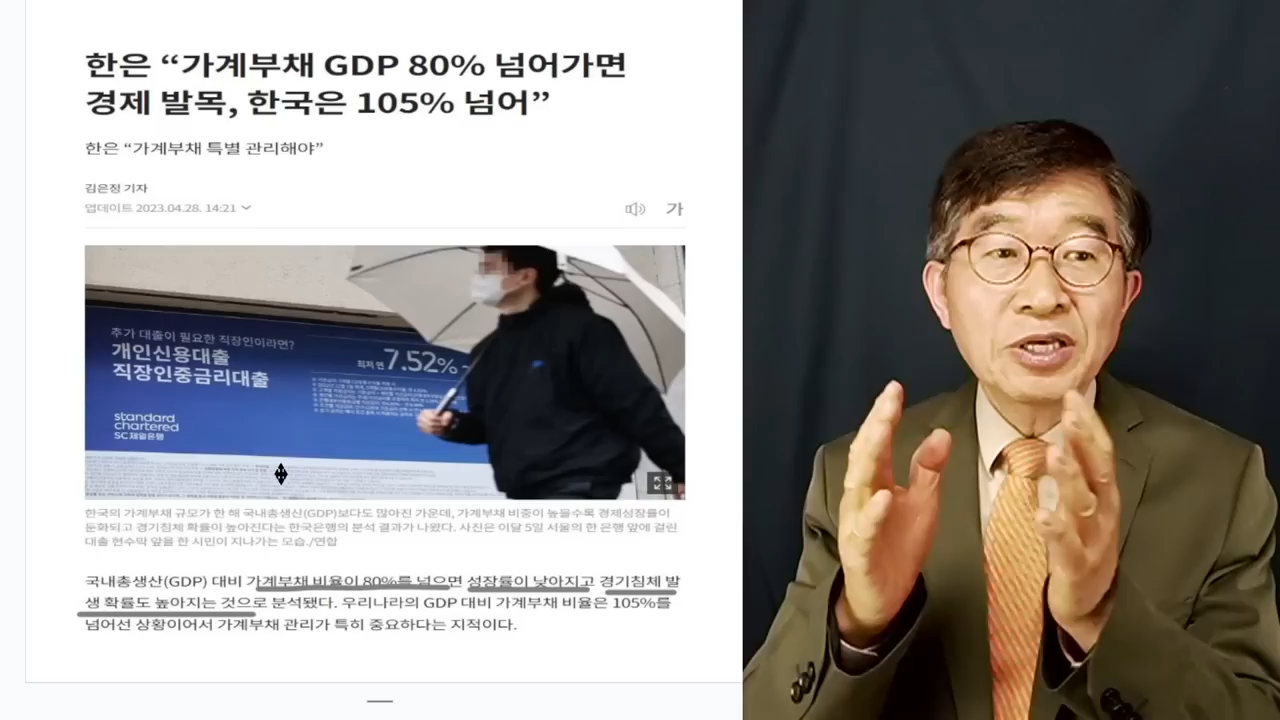 한은 “가계부채 GDP 80% 넘어가면
경제 발목, 한국은 105% 넘어”
한은 “가계부채 특별 관리해야”
김은정 기자
업데이트 2023.04.28. 14:21
가
추가 대출이 필요한 직장인이라면?
개인신용대출
직장인중금리대출
최저 연 7.52%~
standard
chartered
SC제일은행
한국의 가계부채 규모가 한 해 국내총생산(GDP)보다도 많아진 가운데, 가계부채 비중이 높을수록 경제성장률이
둔화되고 경기침체 확률이 높아진다는 한국은행의 분석 결과가 나왔다. 사진은 이달 5일 서울의 한 은행 앞에 걸린
대출 현수막 앞을 한 시민이 지나가는 모습./연합
국내총생산(GDP) 대비 가계부채 비율이 80%를 넘으면 성장률이 낮아지고 경기침체 발
생 확률도 높아지는 것으로 분석됐다. 우리나라의 GDP 대비 가계부채 비율은 105%를
넘어선 상황이어서 가계부채 관리가 특히 중요하다는 지적이다.